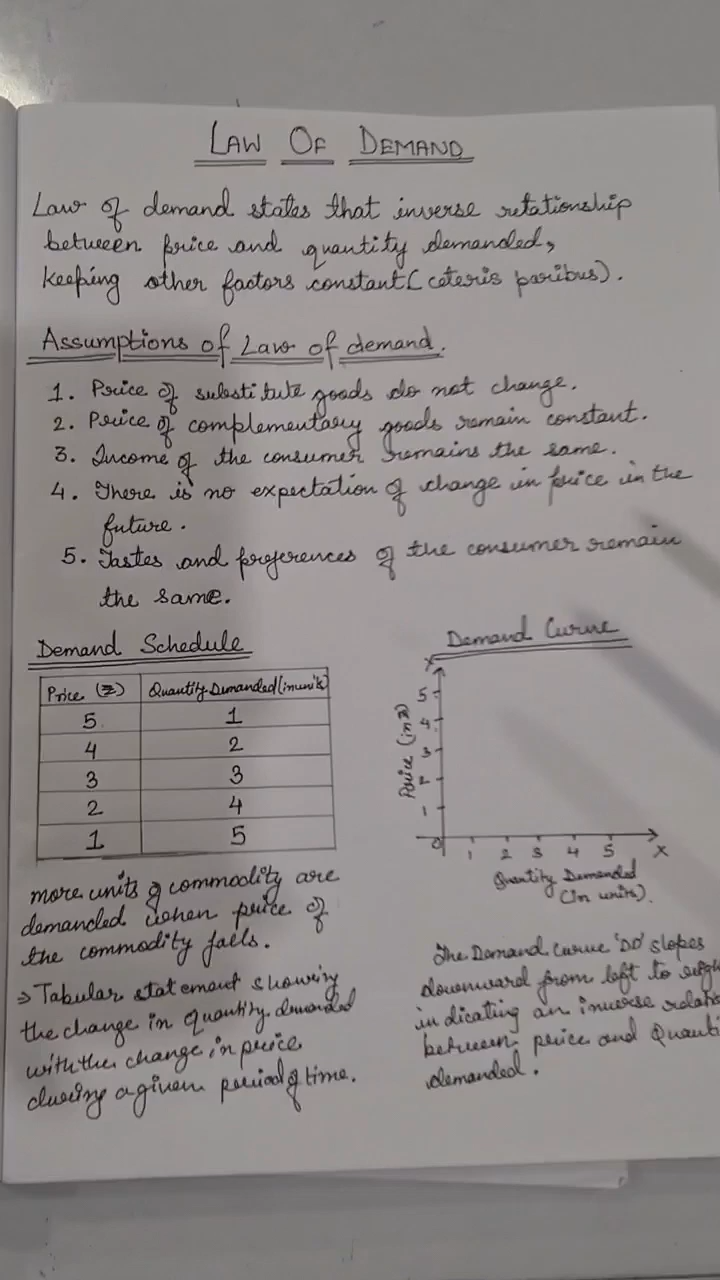 LAW OF DEMAND
Law of demand states that inverse relationship
between price and quantity demanded,
keeping other factors constant (ceteris paribus).
Assumptions of Law of demand.
1. Price of substitute goods do not change.
2. Price of complementary goods remain constant.
3. Income of the consumer remains the same.
4. There is no expectation of change in price in the
future.
5. Tastes and preferences of the consumer remain
the same.
Demand Schedule
Price (₹) Quantity Demanded (in units)
5 1
4 2
3 3
2 4
1 5
more units of commodity are
demanded when price of
the commodity falls.
⇒ Tabular statement showing
the change in quantity demanded
with the change in price
during a given period of time.
Demand Curve
Y
Price (in ₹)
5
4
3
2
1
0
1 2 3 4 5 X
Quantity Demanded
(In units).
The Demand curve 'DD' slopes
downward from left to
indicating an inverse
between price and
demanded.